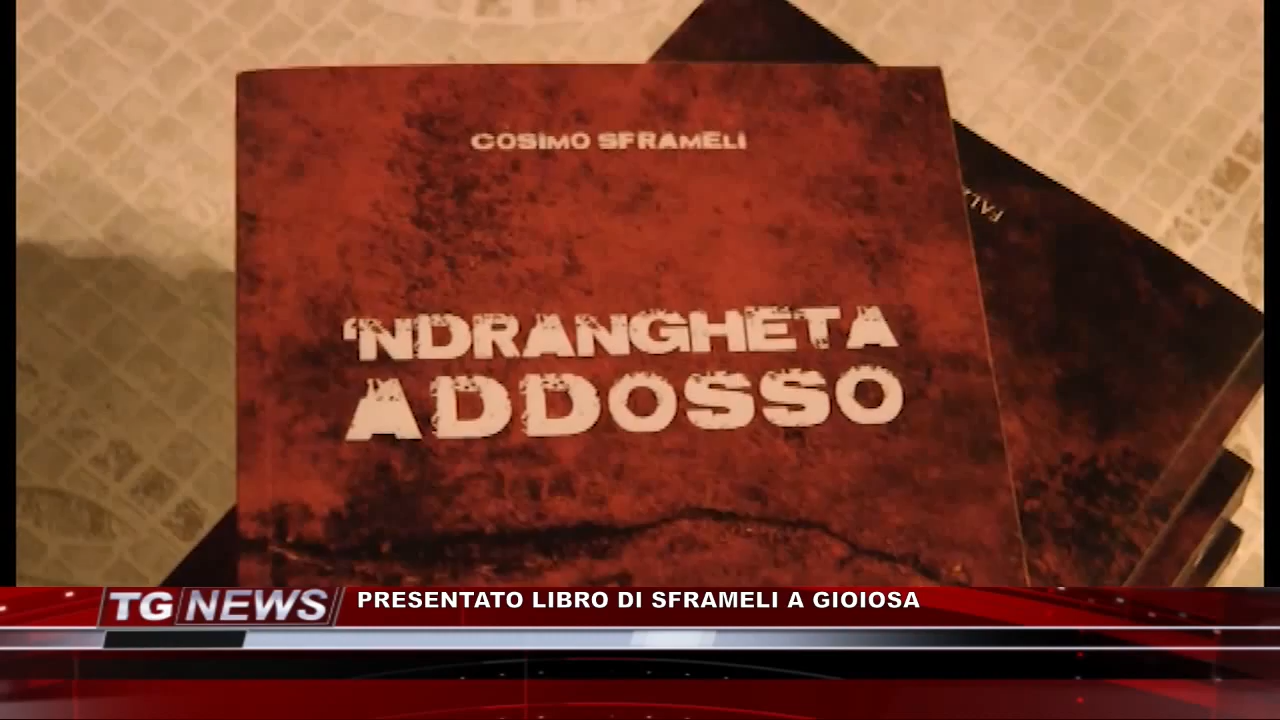 COSIMO SFRAMELI
'NDRANGHETA
ADDOSSO
TG NEWS
PRESENTATO LIBRO DI SFRAMELI A GIOIOSA